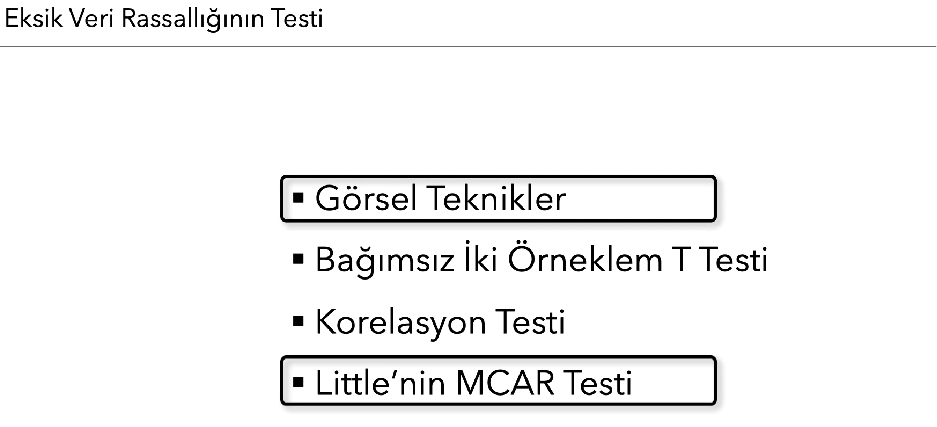 Eksik Veri Rassallığının Testi
▪ Görsel Teknikler
▪ Bağımsız İki Örneklem T Testi
▪ Korelasyon Testi
▪ Little’nin MCAR Testi